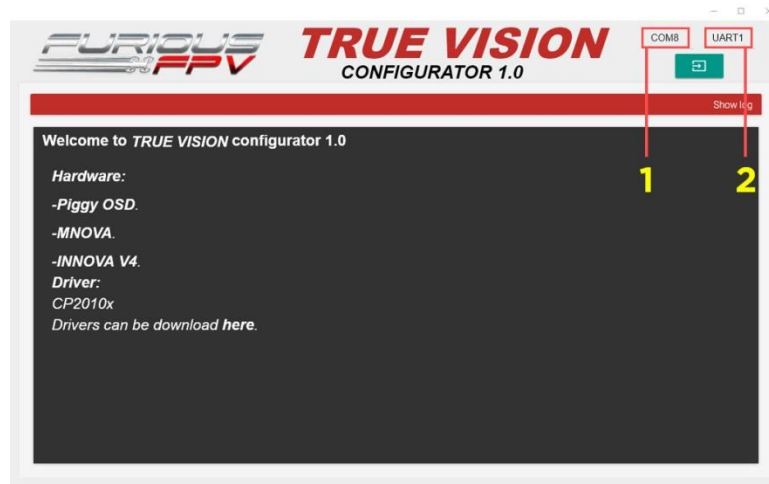 FURIOUS
FPV
TRUE VISION
CONFIGURATOR 1.0
COM8
UART1
Show log
Welcome to TRUE VISION configurator 1.0
Hardware:
-Piggy OSD.
-MNOVA.
-INNOVA V4.
Driver:
CP2010x
Drivers can be download here.
1
2